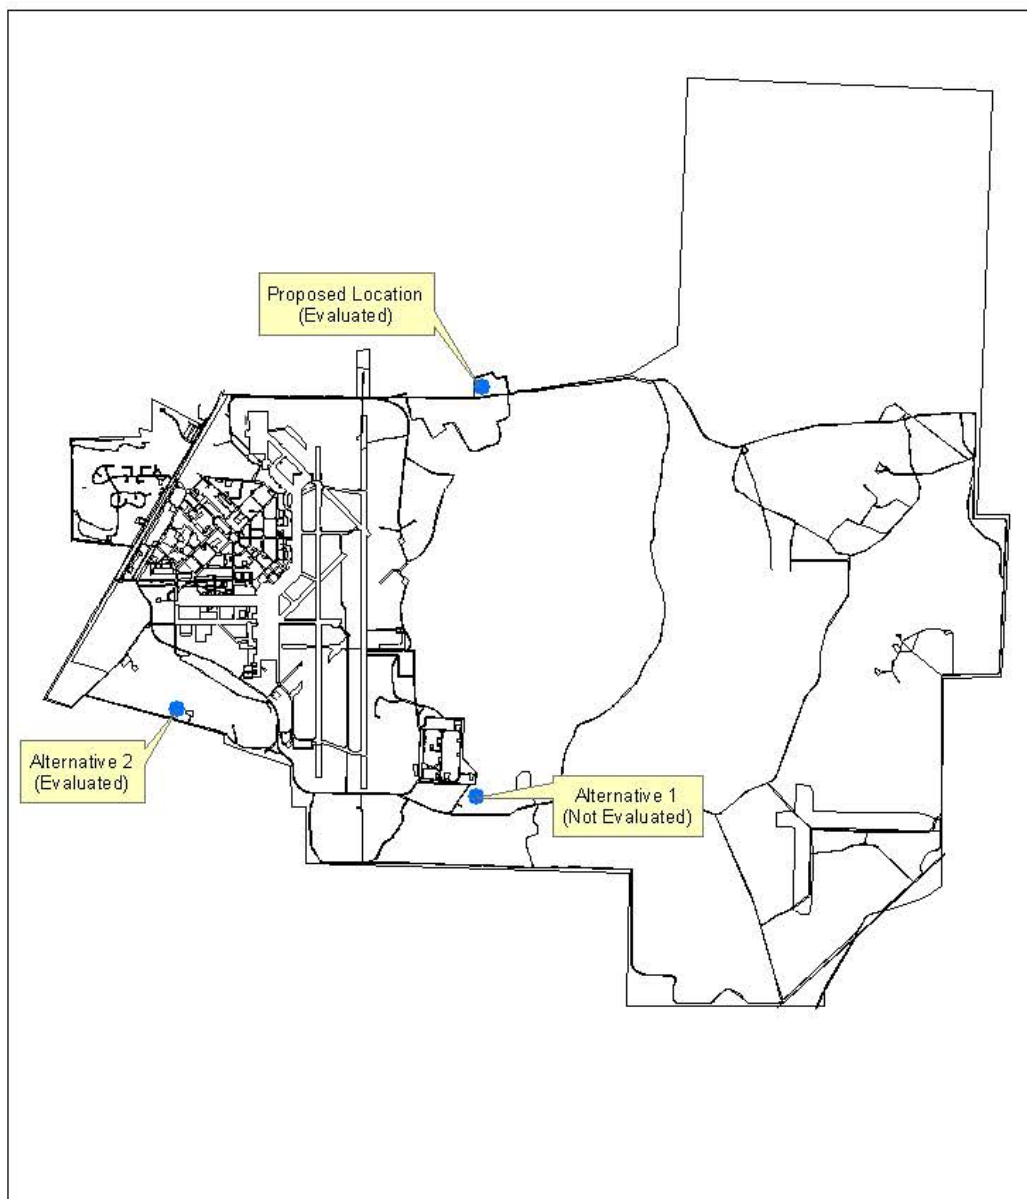 Proposed Location
(Evaluated)
Alternative 2
(Evaluated)
Alternative 1
(Not Evaluated)